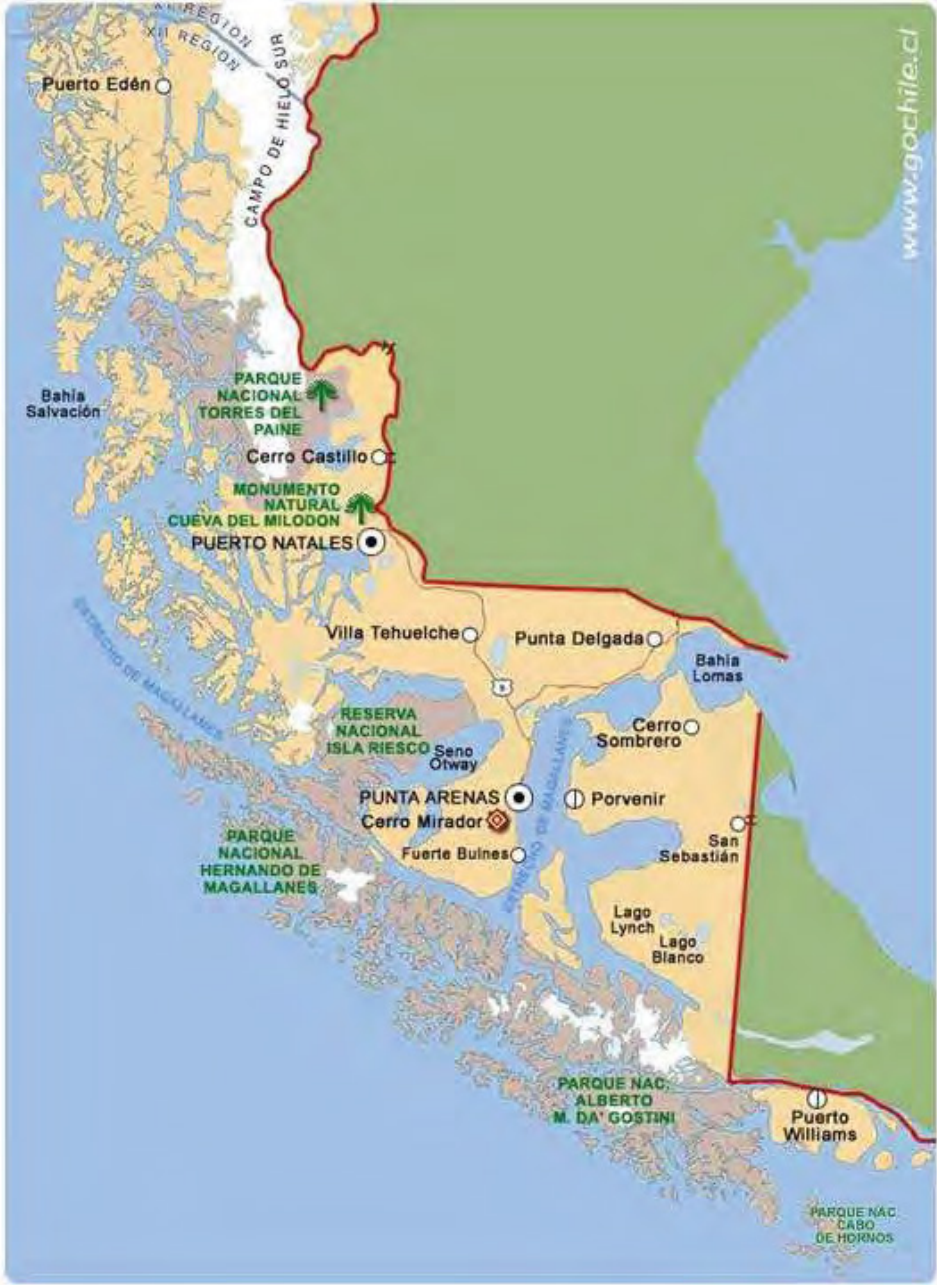 XI REGION
XII REGION
www.gochile.cl
Puerto Edén
CAMPO DE HIELO SUR
PARQUE
NACIONAL
TORRES DEL
PAINE
Bahía
Salvación
Cerro Castillo
MONUMENTO
NATURAL
CUEVA DEL MILODON
PUERTO NATALES
ESTRECHO DE MAGALLANES
Villa Tehuelche
Punta Delgada
Bahía
Lomas
9
RESERVA
NACIONAL
ISLA RIESCO
Seno
Otway
Cerro
Sombrero
ESTRECHO DE MAGALLANES
PUNTA ARENAS
Porvenir
Cerro Mirador
San
Sebastián
PARQUE
NACIONAL
HERNANDO DE
MAGALLANES
Fuerte Bulnes
Lago
Lynch
Lago
Blanco
PARQUE NAC.
ALBERTO
M. DA' GOSTINI
Puerto
Williams
PARQUE NAC
CABO
DE HORNOS